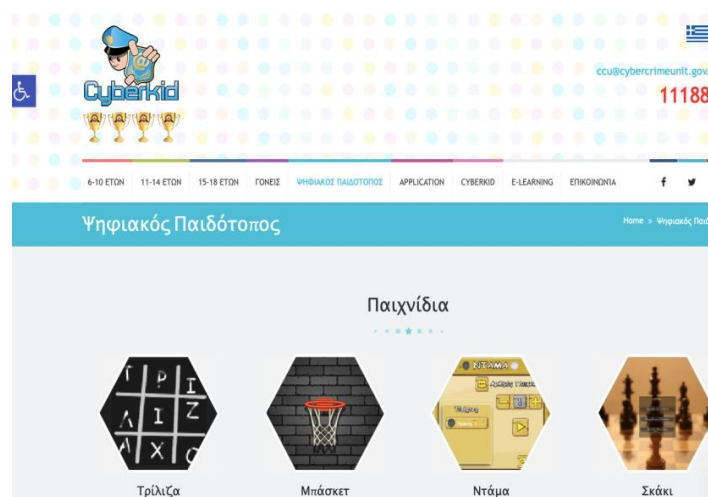 Cyberkid
ccu@cybercrimeunit.gov.
11188
6-10 ΕΤΩΝ 11-14 ΕΤΩΝ 15-18 ΕΤΩΝ ΓΟΝΕΙΣ ΨΗΦΙΑΚΟΣ ΠΑΙΔΟΤΟΠΟΣ APPLICATION CYBERKID E-LEARNING ΕΠΙΚΟΙΝΩΝΙΑ
Ψηφιακός Παιδότοπος
Home » Ψηφιακός Παιδ
Παιχνίδια
Τ Ρ Ι
Λ Ι Ζ
Α Χ Ο
ΝΤΑΜΑ
Τρίλιζα Μπάσκετ Ντάμα Σκάκι